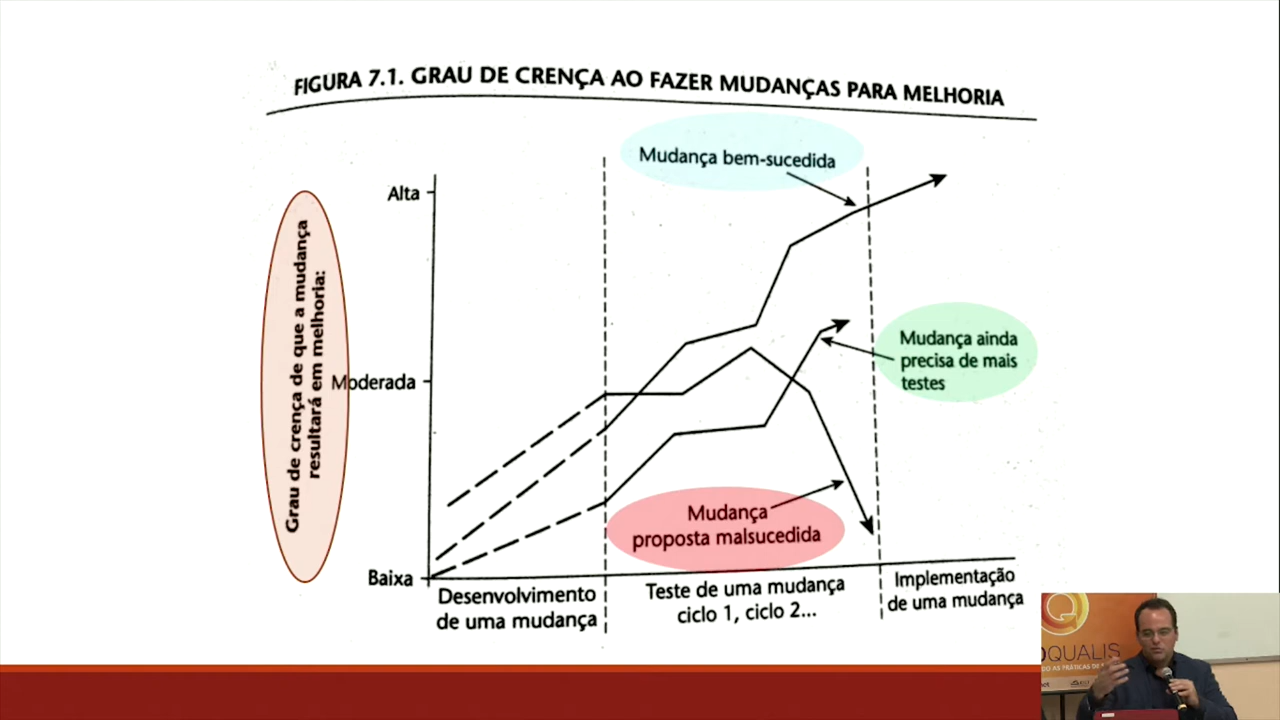 FIGURA 7.1. GRAU DE CRENÇA AO FAZER MUDANÇAS PARA MELHORIA
Mudança bem-sucedida
Alta
Grau de crença de que a mudança
resultará em melhoria:
Mudança ainda
precisa de mais
testes
Moderada
Mudança
proposta malsucedida
Baixa
Desenvolvimento
de uma mudança
Teste de uma mudança
ciclo 1, ciclo 2...
Implementação
de uma mudança
QUALIS